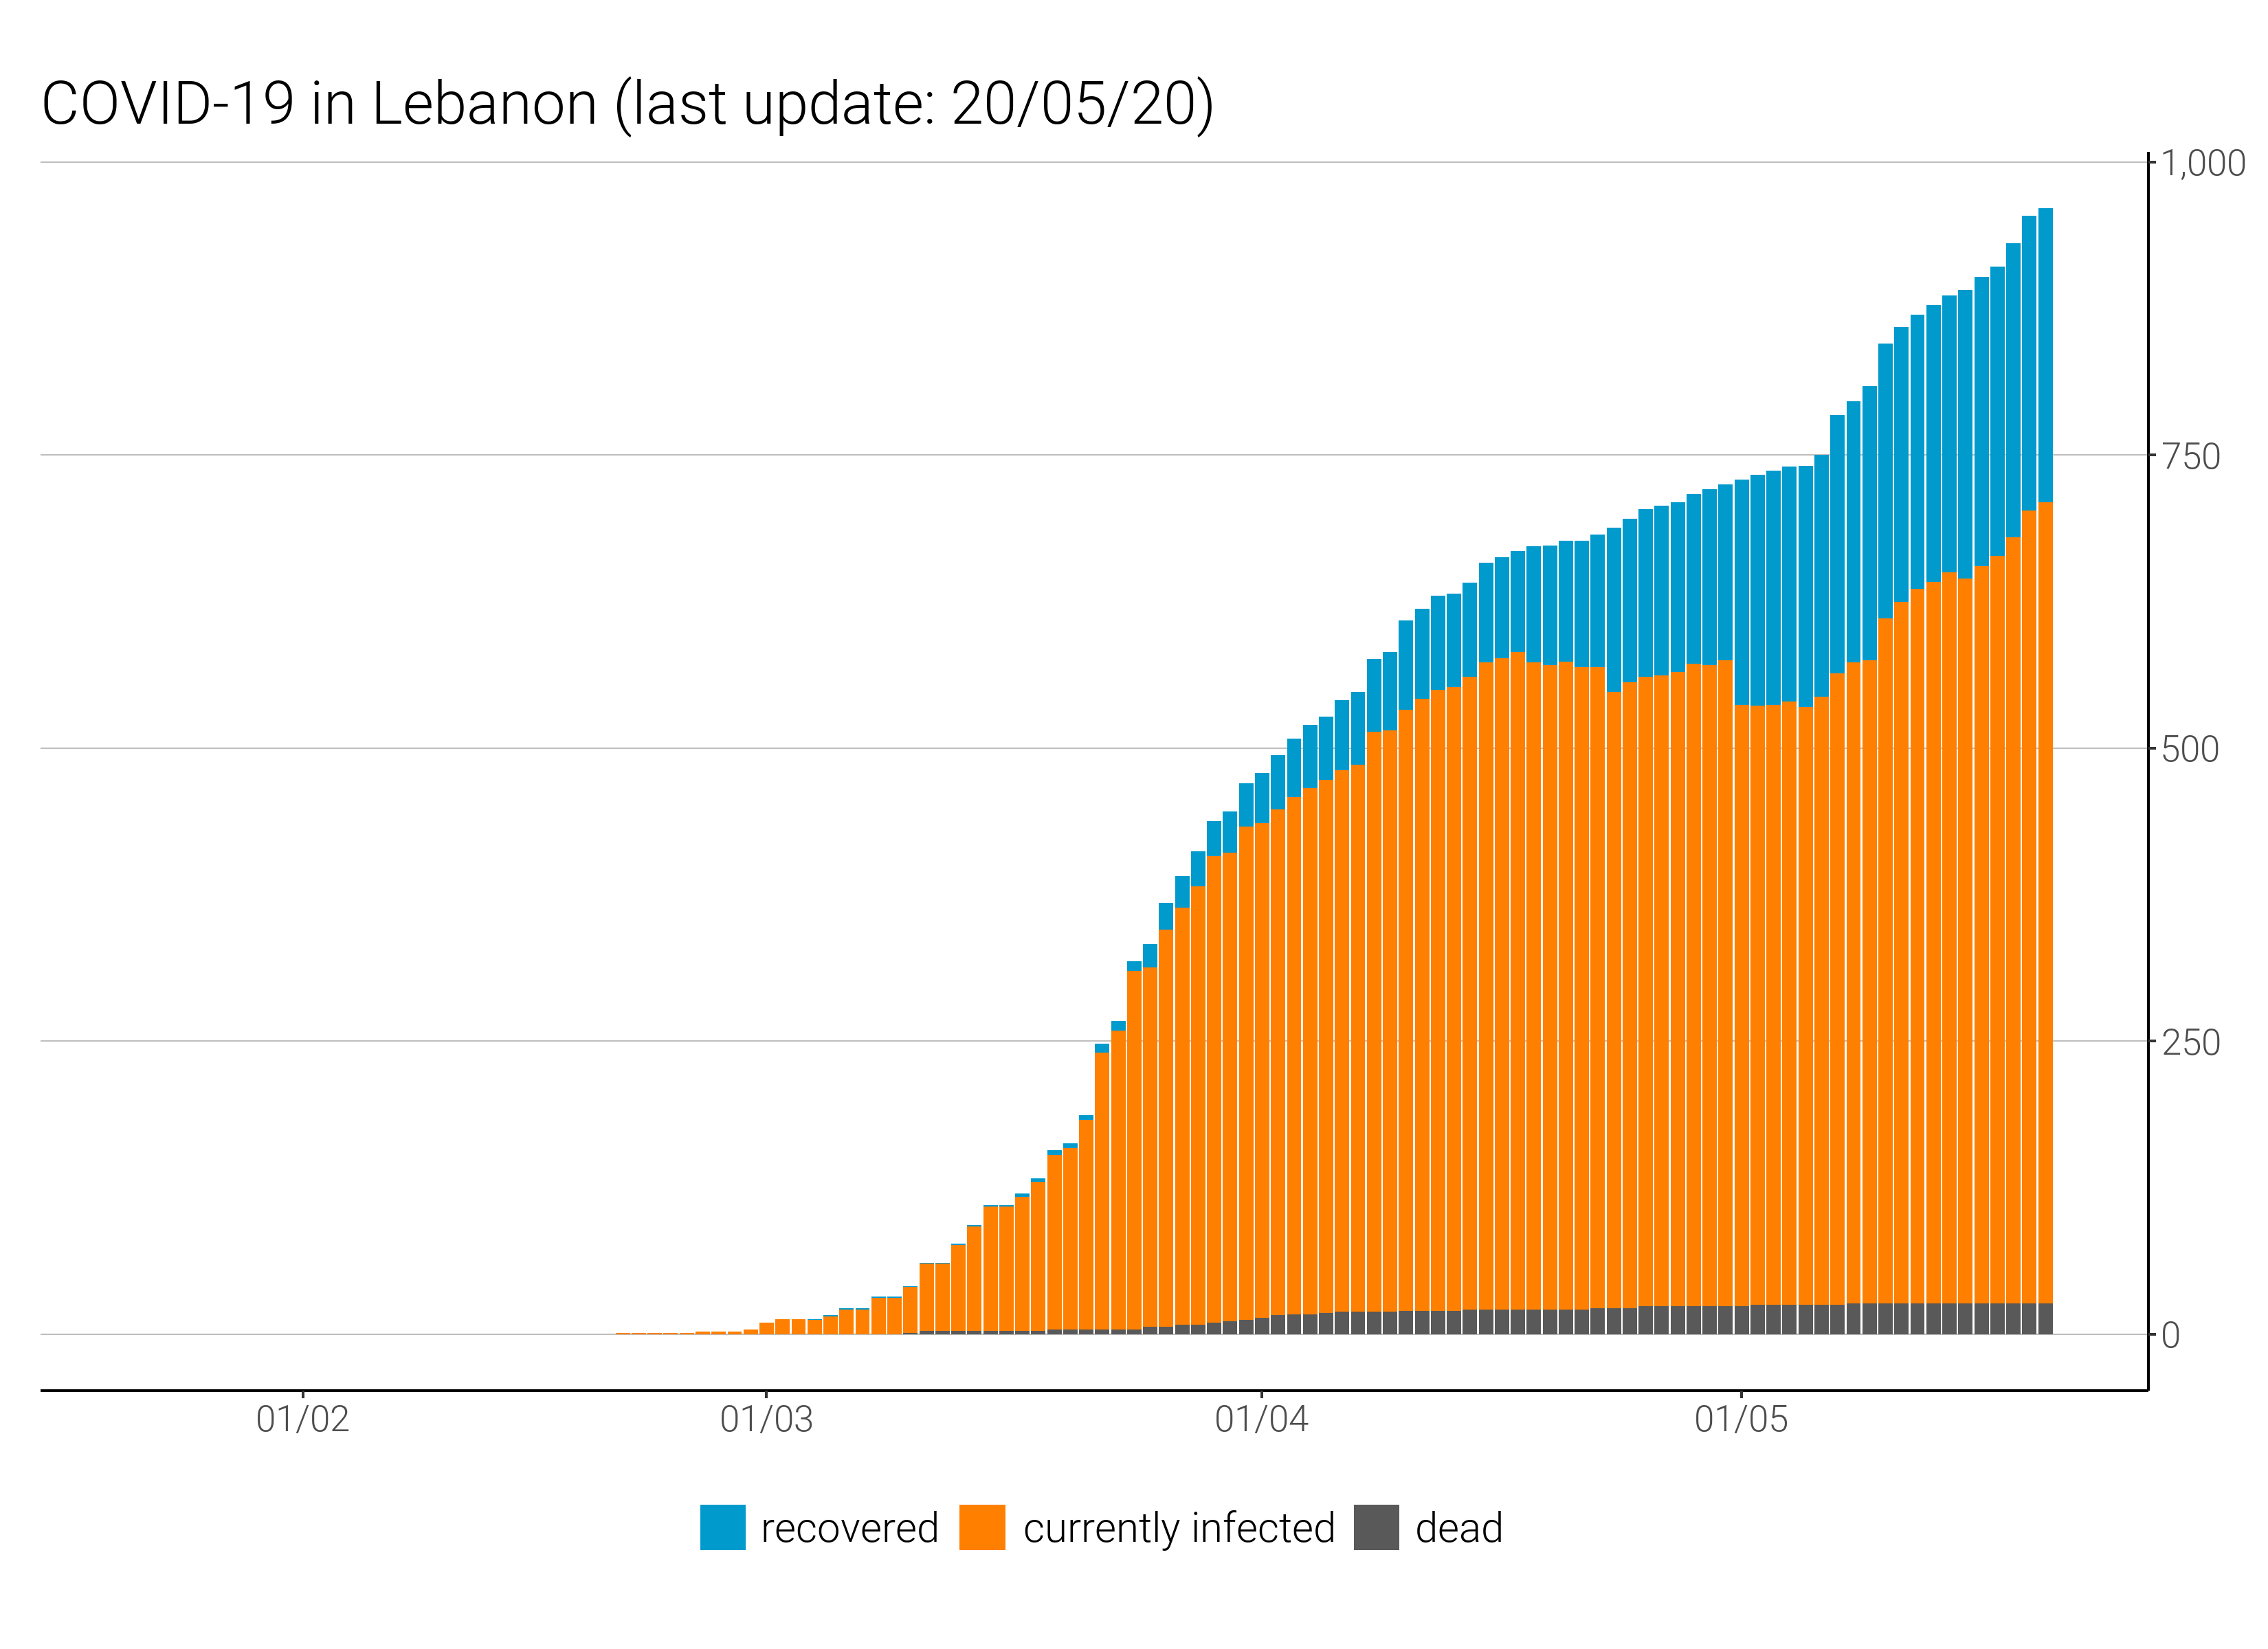 COVID-19 in Lebanon (last update: 20/05/20)
1,000
750
500
250
0
01/02 01/03 01/04 01/05
recovered currently infected dead